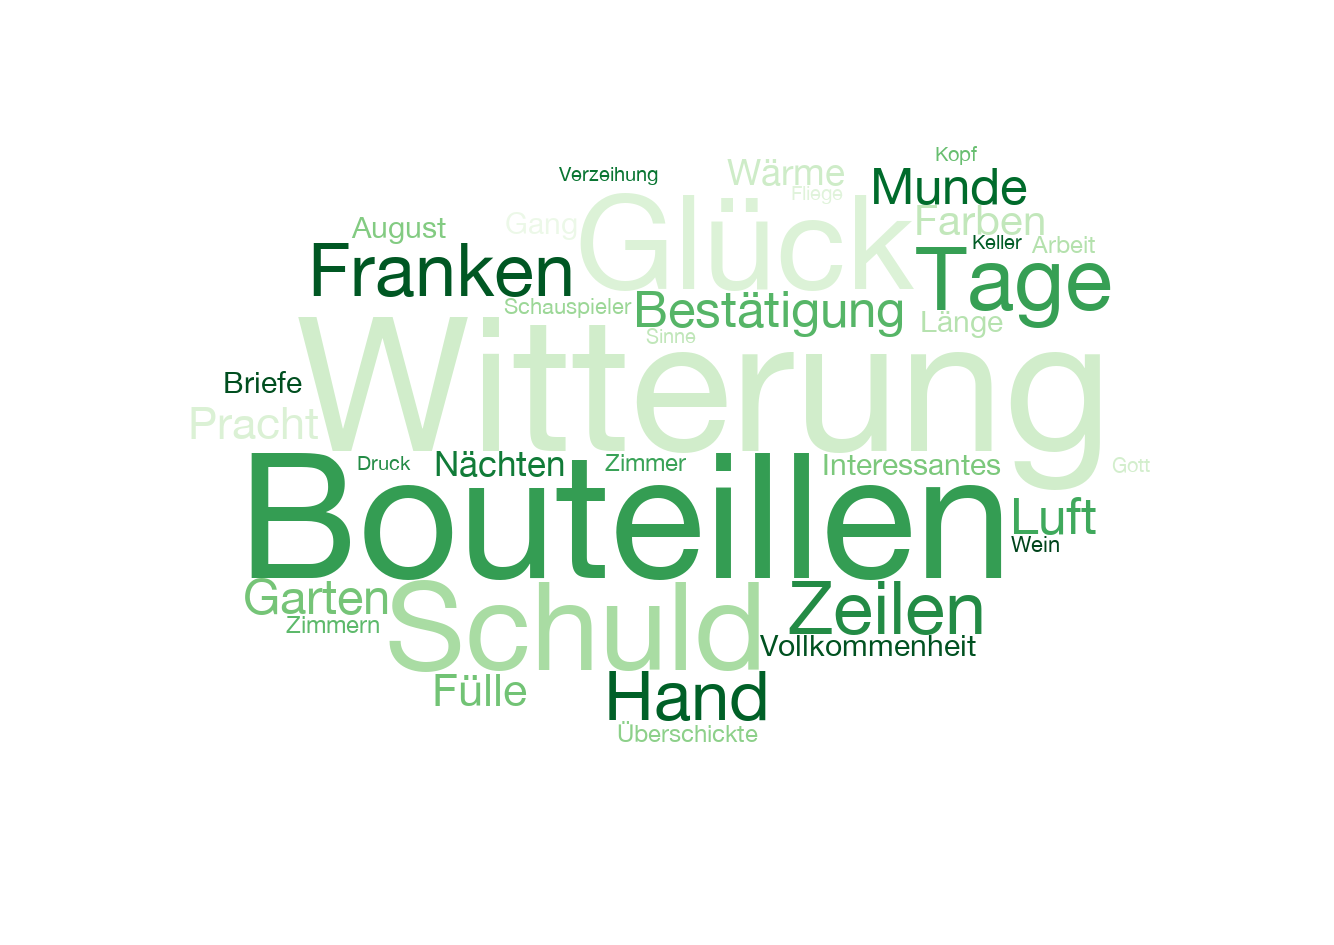 Kopf
Verzeihung
Wärme
Munde
Fliege
August
Gang
Glück
Farben
Franken
Keller
Arbeit
Tage
Schauspieler
Bestätigung
Länge
Sinne
Witterung
Briefe
Pracht
Druck
Nächten
Zimmer
Interessantes
Gott
Bouteillen
Luft
Wein
Garten
Zimmern
Schuld
Zeilen
Vollkommenheit
Fülle
Hand
Überschickte